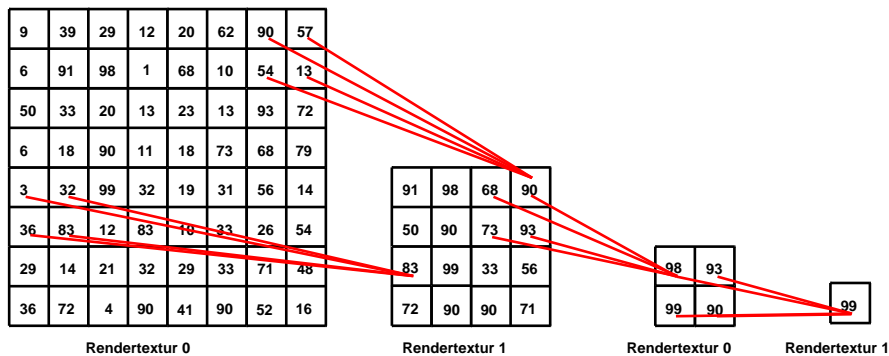 9 39 29 12 20 62 90 57
6 91 98 1 68 10 54 13
50 33 20 13 23 13 93 72
6 18 90 11 18 73 68 79
3 32 99 32 19 31 56 14
36 83 12 83 18 33 26 54
29 14 21 32 29 33 71 48
36 72 4 90 41 90 52 16
Rendertextur 0
91 98 68 90
50 90 73 93
83 99 33 56
72 90 90 71
Rendertextur 1
98 93
99 90
Rendertextur 0
99
Rendertextur 1